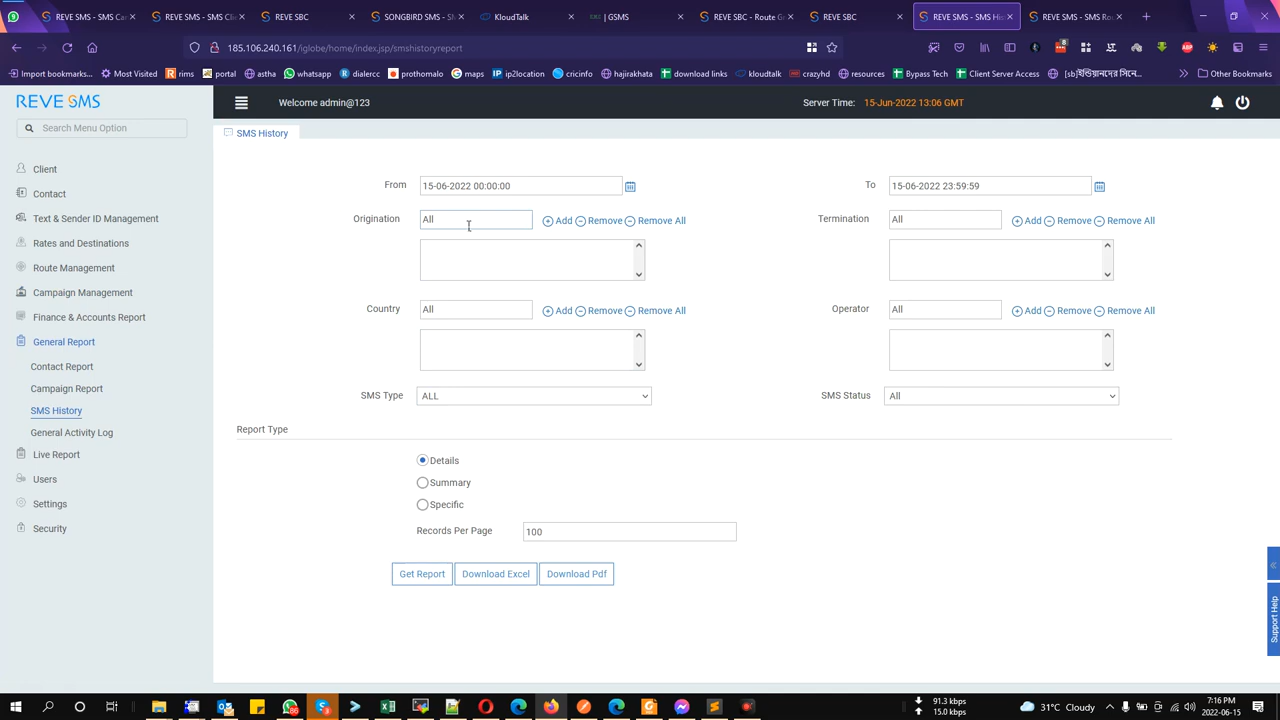 REVE SMS - SMS Ca
REVE SMS - SMS Cli
REVE SBC
SONGBIRD SMS - SM
KloudTalk
| GSMS
REVE SBC - Route G
REVE SBC
REVE SMS - SMS His
REVE SMS - SMS Ro
185.106.240.161/iglobe/home/index.jsp/smshistoryreport
Import bookmarks... Most Visited rims portal astha whatsapp dialercc prothomalo maps ip2location cricinfo hajirakhata download links kloudtalk crazyhd resources Bypass Tech Client Server Access Other Bookmarks
REVE SMS
Welcome admin@123
Server Time: 15-Jun-2022 13:06 GMT
Search Menu Option
SMS History
Client
Contact
Text & Sender ID Management
Rates and Destinations
Route Management
Campaign Management
Finance & Accounts Report
General Report
Contact Report
Campaign Report
SMS History
General Activity Log
Live Report
Users
Settings
Security
From 15-06-2022 00:00:00
To 15-06-2022 23:59:59
Origination All Add Remove Remove All
Termination All Add Remove Remove All
Country All Add Remove Remove All
Operator All Add Remove Remove All
SMS Type ALL
SMS Status All
Report Type
Details
Summary
Specific
Records Per Page 100
Get Report Download Excel Download Pdf
Support Help
91.3 kbps
15.0 kbps
31°C Cloudy
7:16 PM
2022-06-15